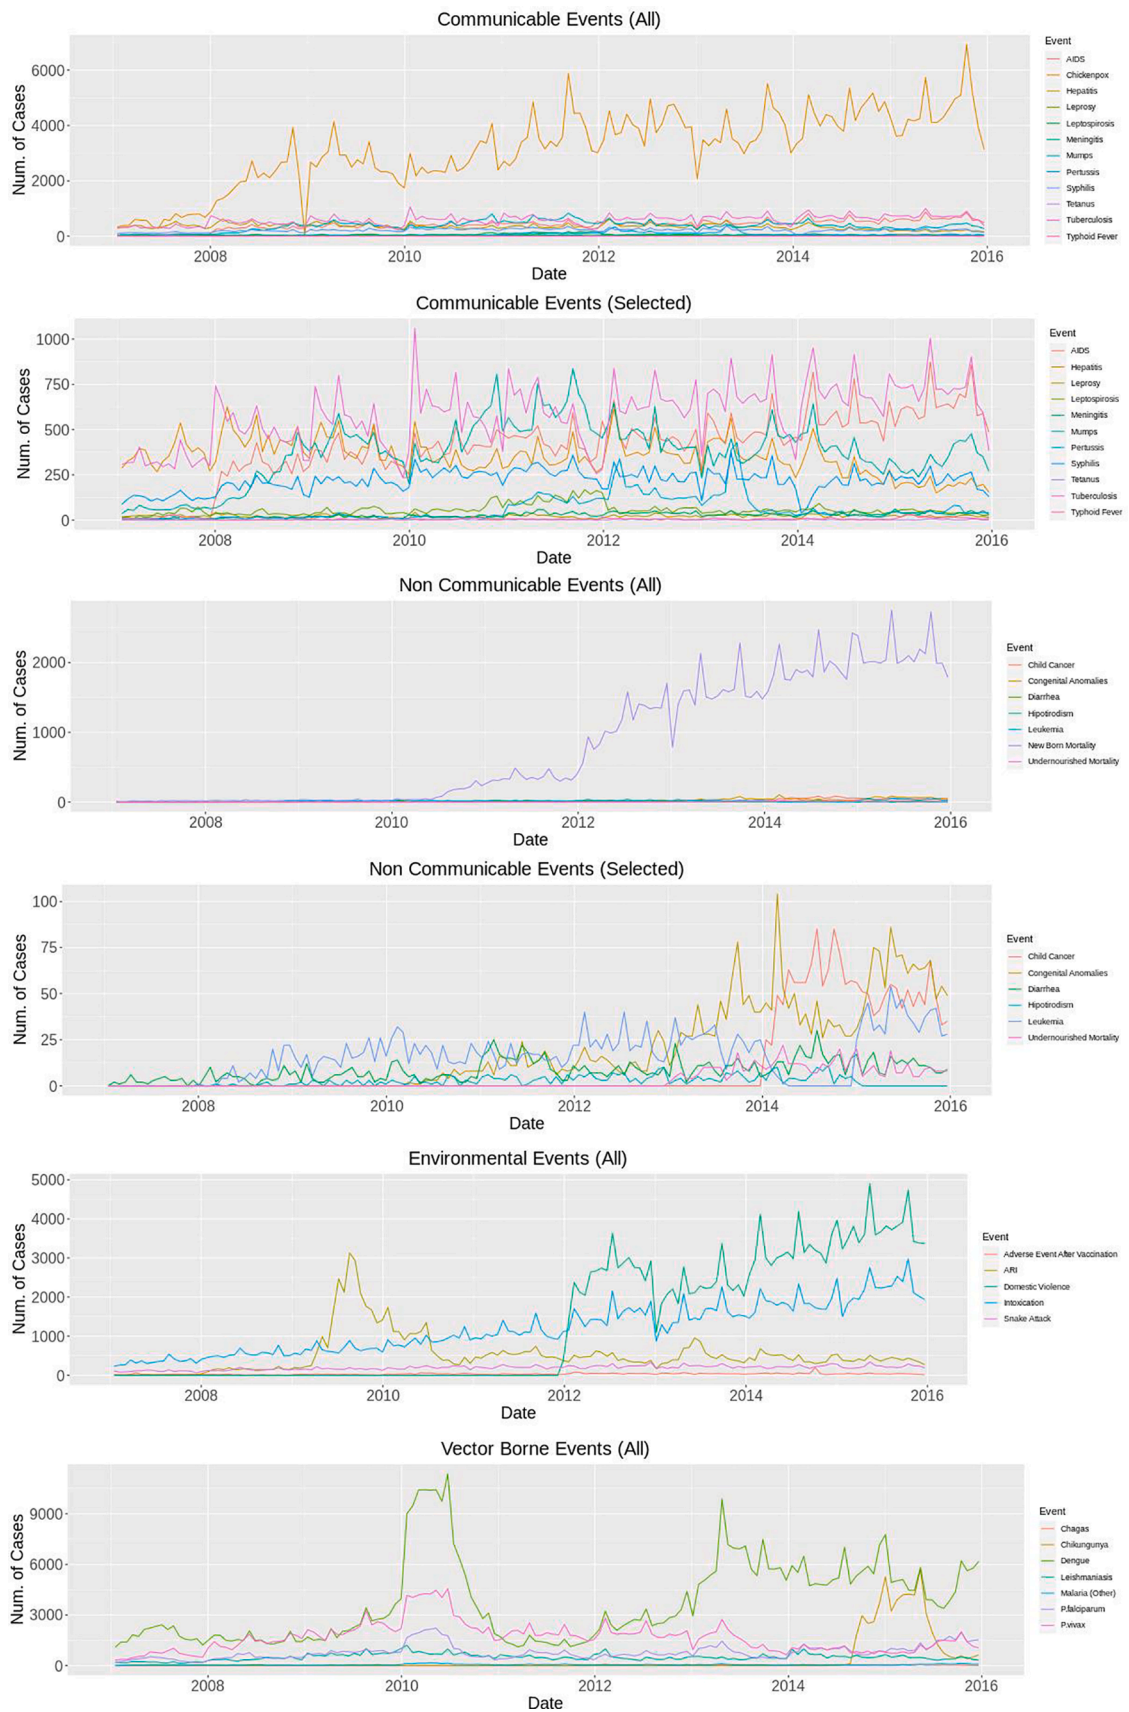 Communicable Events (All)
Num. of Cases
6000
4000
2000
0
2008
2010
2012
2014
2016
Date
Event
AIDS
Chickenpox
Hepatitis
Leprosy
Leptospirosis
Meningitis
Mumps
Pertussis
Syphilis
Tetanus
Tuberculosis
Typhoid Fever
Communicable Events (Selected)
Num. of Cases
1000
750
500
250
0
2008
2010
2012
2014
2016
Date
Event
AIDS
Hepatitis
Leprosy
Leptospirosis
Meningitis
Mumps
Pertussis
Syphilis
Tetanus
Tuberculosis
Typhoid Fever
Non Communicable Events (All)
Num. of Cases
2000
1000
0
2008
2010
2012
2014
2016
Date
Event
Child Cancer
Congenital Anomalies
Diarrhea
Hipotirodism
Leukemia
New Born Mortality
Undernourished Mortality
Non Communicable Events (Selected)
Num. of Cases
100
75
50
25
0
2008
2010
2012
2014
2016
Date
Event
Child Cancer
Congenital Anomalies
Diarrhea
Hipotirodism
Leukemia
Undernourished Mortality
Environmental Events (All)
Num. of Cases
5000
4000
3000
2000
1000
0
2008
2010
2012
2014
2016
Date
Event
Adverse Event After Vaccination
ARI
Domestic Violence
Intoxication
Snake Attack
Vector Borne Events (All)
Num. of Cases
9000
6000
3000
0
2008
2010
2012
2014
2016
Date
Event
Chagas
Chikungunya
Dengue
Leishmaniasis
Malaria (Other)
P.falciparum
P.vivax